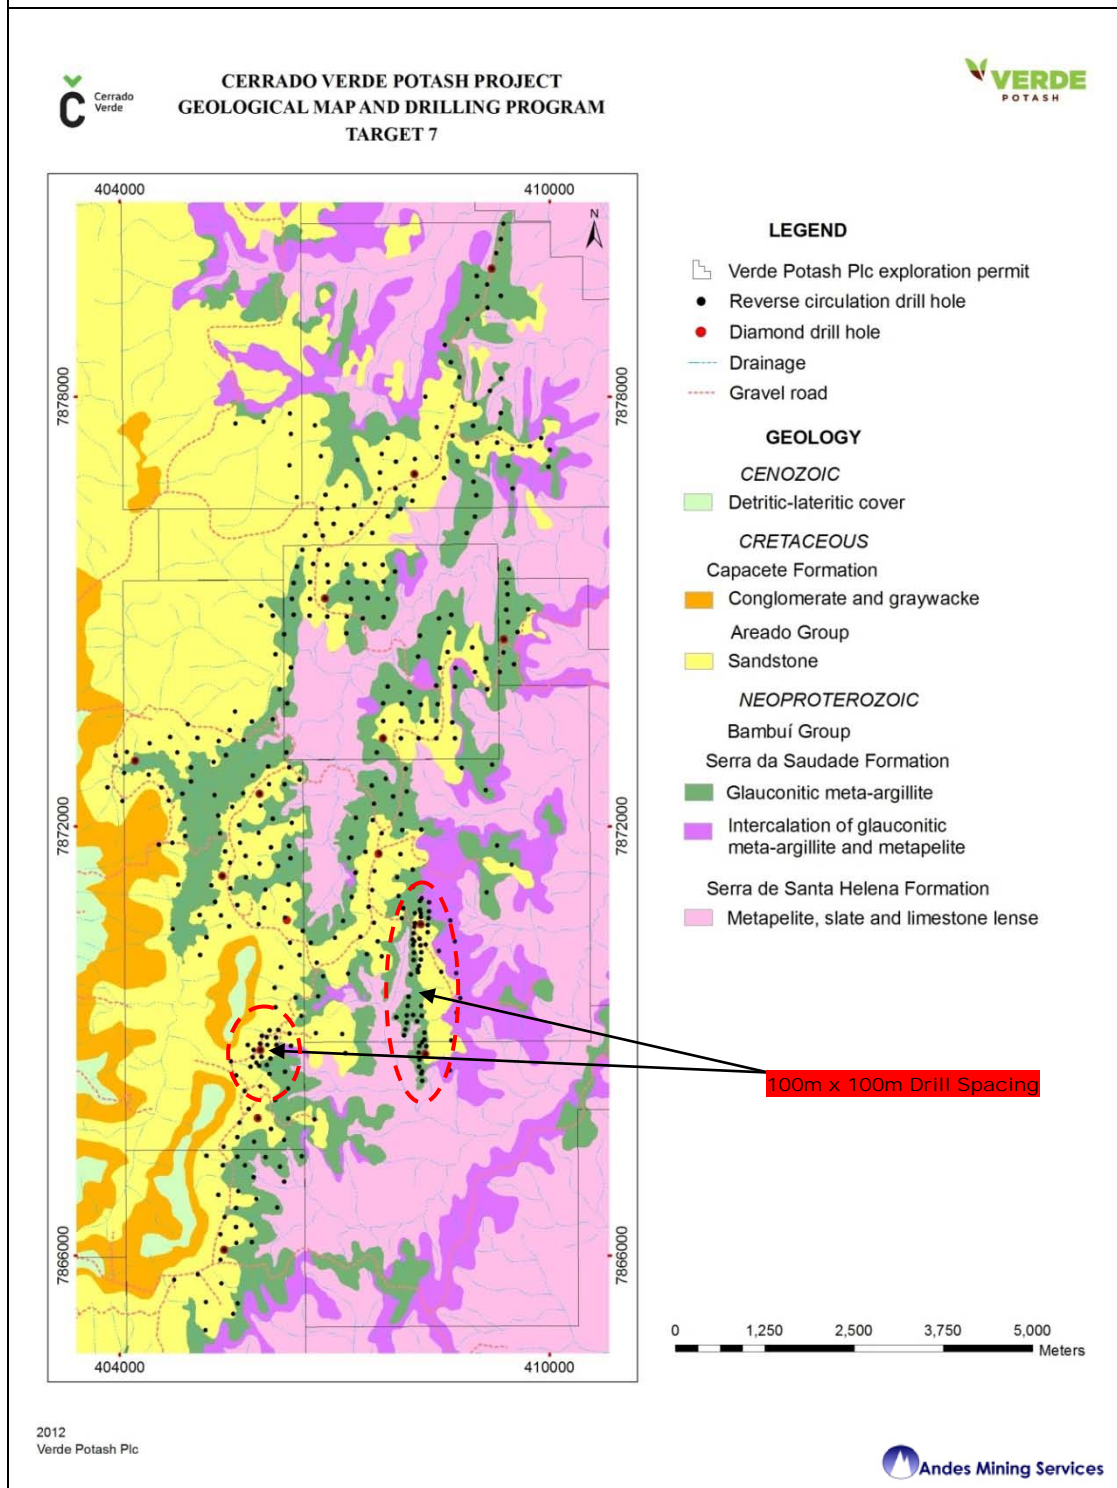 Č Cerrado
Verde
CERRADO VERDE POTASH PROJECT
GEOLOGICAL MAP AND DRILLING PROGRAM
TARGET 7
VERDE
POTASH
404000
410000
N
7878000
7878000
7872000
7872000
7866000
7866000
404000
410000
LEGEND
Verde Potash Plc exploration permit
Reverse circulation drill hole
Diamond drill hole
Drainage
Gravel road
GEOLOGY
CENOZOIC
Detritic-lateritic cover
CRETACEOUS
Capacete Formation
Conglomerate and graywacke
Areado Group
Sandstone
NEOPROTEROZOIC
Bambuí Group
Serra da Saudade Formation
Glauconitic meta-argillite
Intercalation of glauconitic
meta-argillite and metapelite
Serra de Santa Helena Formation
Metapelite, slate and limestone lense
100m x 100m Drill Spacing
0 1,250 2,500 3,750 5,000
Meters
2012
Verde Potash Plc
Andes Mining Services